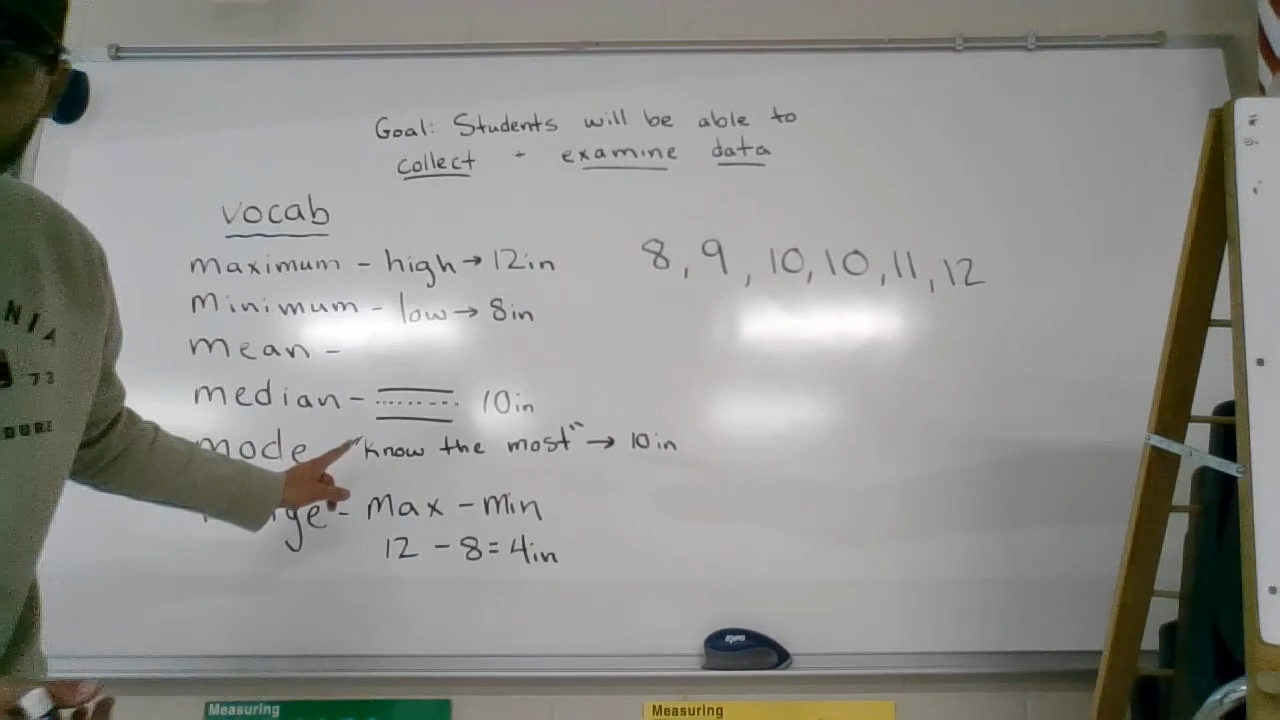 Goal: Students will be able to
collect + examine data
vocab
maximum - high → 12in
8, 9, 10, 10, 11, 12
minimum - low → 8in
mean -
median - 10in
mode "know the most" → 10in
- max - min
12 - 8 = 4in
expo
Measuring
Measuring